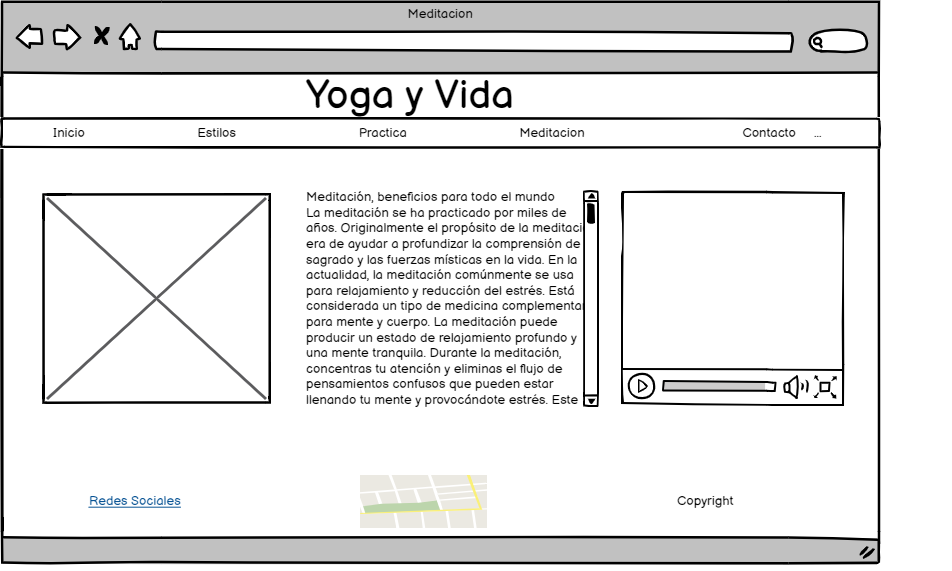 Meditacion
Yoga y Vida
Inicio Estilos Practica Meditacion Contacto ...
Meditación, beneficios para todo el mundo
La meditación se ha practicado por miles de
años. Originalmente el propósito de la meditaci
era de ayudar a profundizar la comprensión de
sagrado y las fuerzas místicas en la vida. En la
actualidad, la meditación comúnmente se usa
para relajamiento y reducción del estrés. Está
considerada un tipo de medicina complementar
para mente y cuerpo. La meditación puede
producir un estado de relajamiento profundo y
una mente tranquila. Durante la meditación,
concentras tu atención y eliminas el flujo de
pensamientos confusos que pueden estar
llenando tu mente y provocándote estrés. Este
Redes Sociales
Copyright